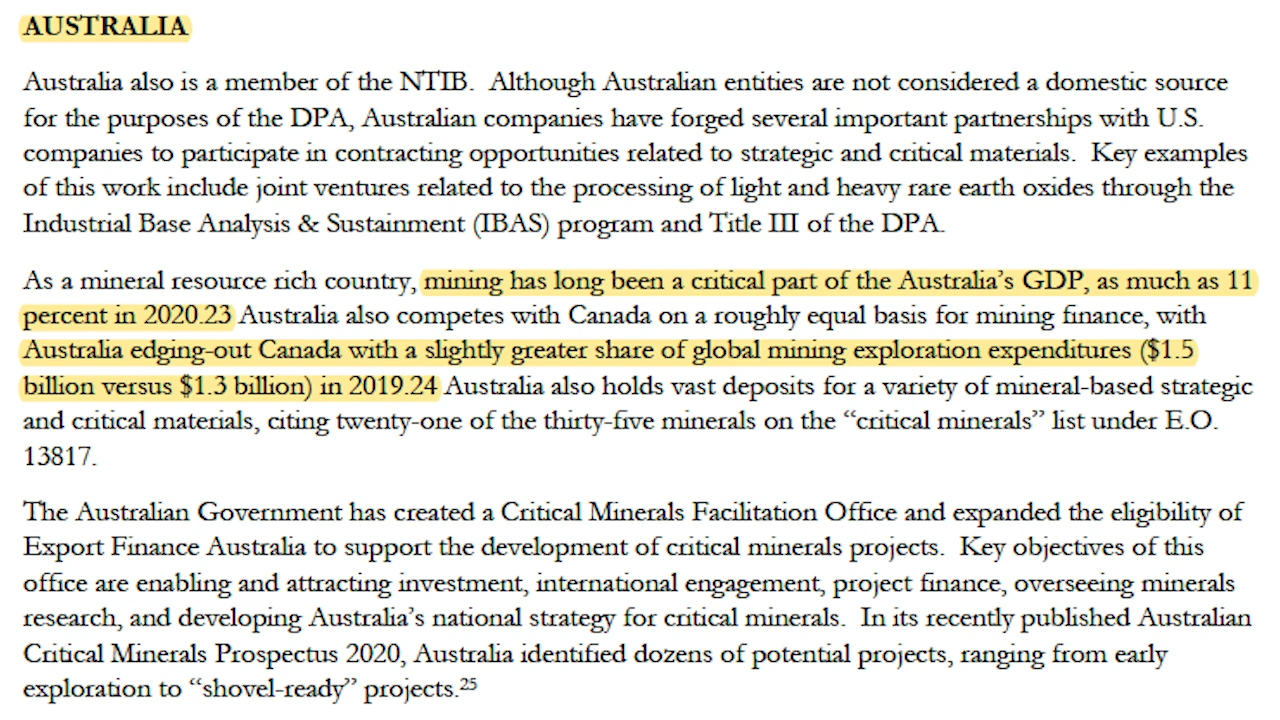 AUSTRALIA
Australia also is a member of the NTIB.  Although Australian entities are not considered a domestic source
for the purposes of the DPA, Australian companies have forged several important partnerships with U.S.
companies to participate in contracting opportunities related to strategic and critical materials.  Key examples
of this work include joint ventures related to the processing of light and heavy rare earth oxides through the
Industrial Base Analysis & Sustainment (IBAS) program and Title III of the DPA.
As a mineral resource rich country, mining has long been a critical part of the Australia’s GDP, as much as 11
percent in 2020.23 Australia also competes with Canada on a roughly equal basis for mining finance, with
Australia edging-out Canada with a slightly greater share of global mining exploration expenditures ($1.5
billion versus $1.3 billion) in 2019.24 Australia also holds vast deposits for a variety of mineral-based strategic
and critical materials, citing twenty-one of the thirty-five minerals on the “critical minerals” list under E.O.
13817.
The Australian Government has created a Critical Minerals Facilitation Office and expanded the eligibility of
Export Finance Australia to support the development of critical minerals projects.  Key objectives of this
office are enabling and attracting investment, international engagement, project finance, overseeing minerals
research, and developing Australia’s national strategy for critical minerals.  In its recently published Australian
Critical Minerals Prospectus 2020, Australia identified dozens of potential projects, ranging from early
exploration to “shovel-ready” projects.25